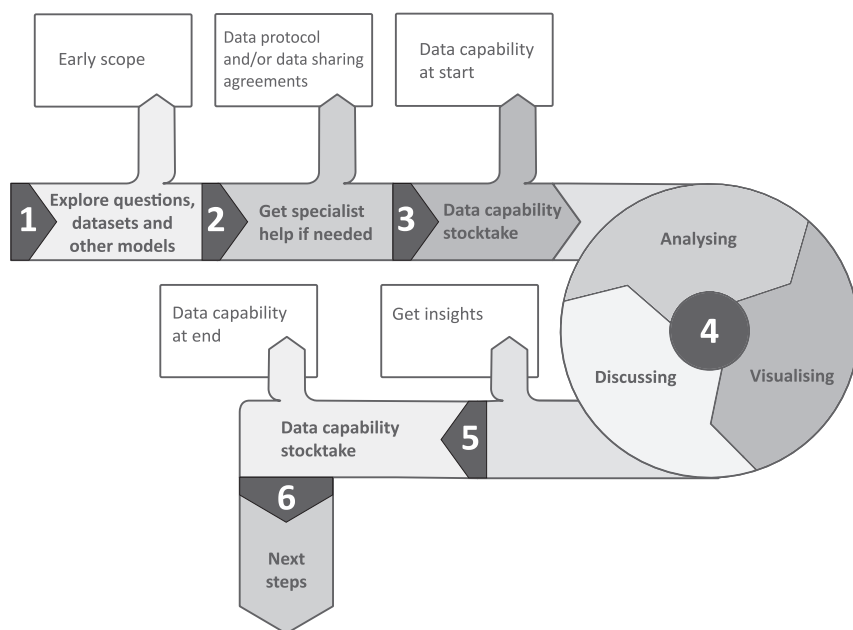 Early scope
Data protocol
and/or data sharing
agreements
Data capability
at start
1
Explore questions,
datasets and
other models
2
Get specialist
help if needed
3
Data capability
stocktake
Analysing
4
Visualising
Discussing
Data capability
at end
Get insights
5
Data capability
stocktake
6
Next
steps